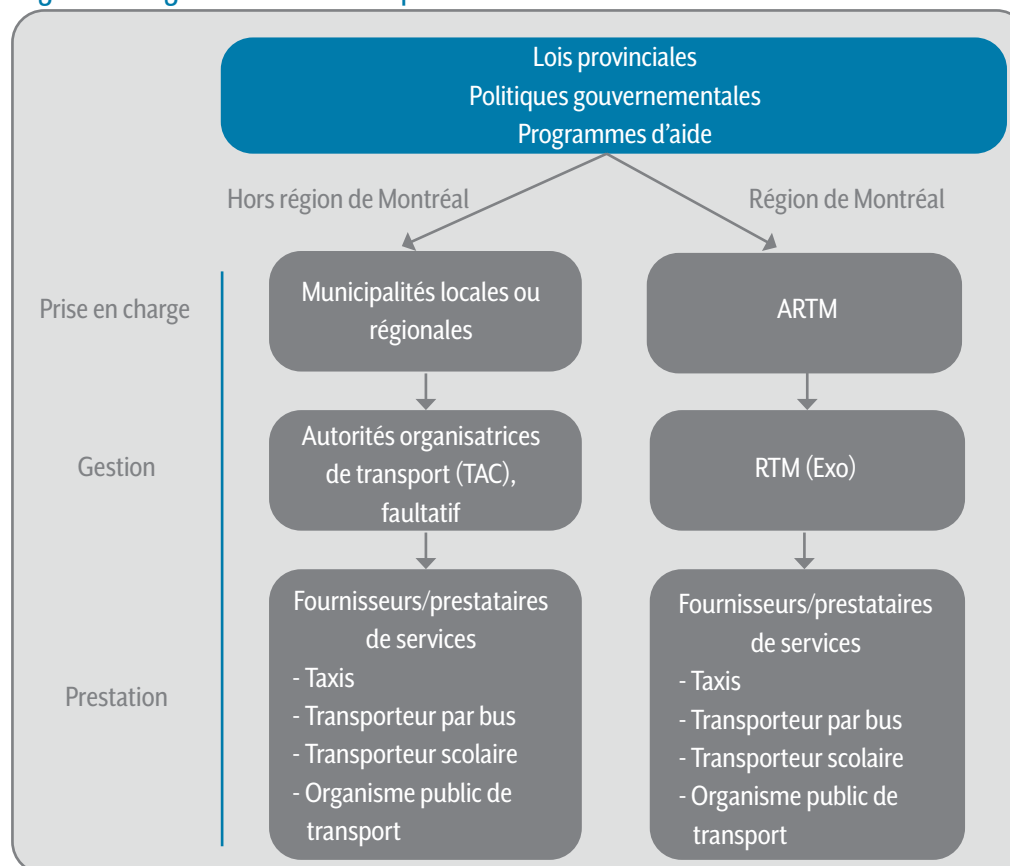 Lois provinciales
Politiques gouvernementales
Programmes d'aide
Hors région de Montréal
Région de Montréal
Prise en charge
Municipalités locales ou
régionales
ARTM
Gestion
Autorités organisatrices
de transport (TAC),
faultatif
RTM (Exo)
Prestation
Fournisseurs/prestataires
de services
- Taxis
- Transporteur par bus
- Transporteur scolaire
- Organisme public de
transport
Fournisseurs/prestataires
de services
- Taxis
- Transporteur par bus
- Transporteur scolaire
- Organisme public de
transport